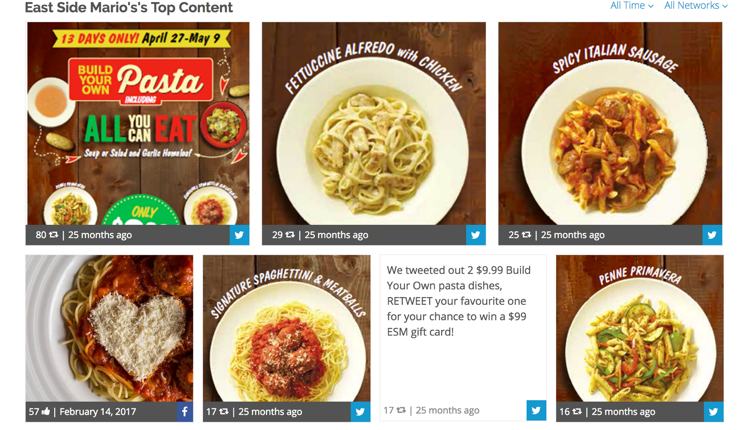 East Side Mario's's Top Content
All Time
All Networks
13 DAYS ONLY! April 27-May 9
BUILD
YOUR
OWN
Pasta
INCLUDING
ALL YOU CAN EAT
Soup or Salad and Garlic Homeloaf
ONLY
80 | 25 months ago
FETTUCCINE ALFREDO with CHICKEN
29 | 25 months ago
SPICY ITALIAN SAUSAGE
25 | 25 months ago
57 | February 14, 2017
SIGNATURE SPAGHETTINI & MEATBALLS
17 | 25 months ago
We tweeted out 2 $9.99 Build
Your Own pasta dishes,
RETWEET your favourite one
for your chance to win a $99
ESM gift card!
17 | 25 months ago
PENNE PRIMAVERA
16 | 25 months ago